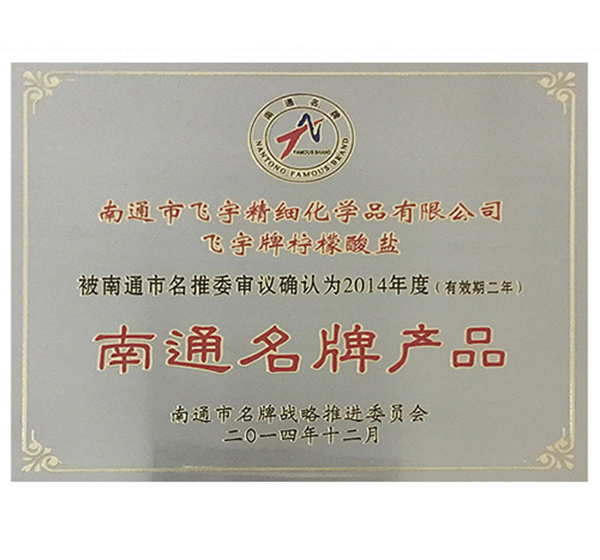 南通名牌
FAMOUS BRAND
NANTONG FAMOUS BRAND
南通市飞宇精细化学品有限公司
飞宇牌柠檬酸盐
被南通市名推委审议确认为2014年度(有效期二年)
南通名牌产品
南通市名牌战略推进委员会
二〇一四年十二月